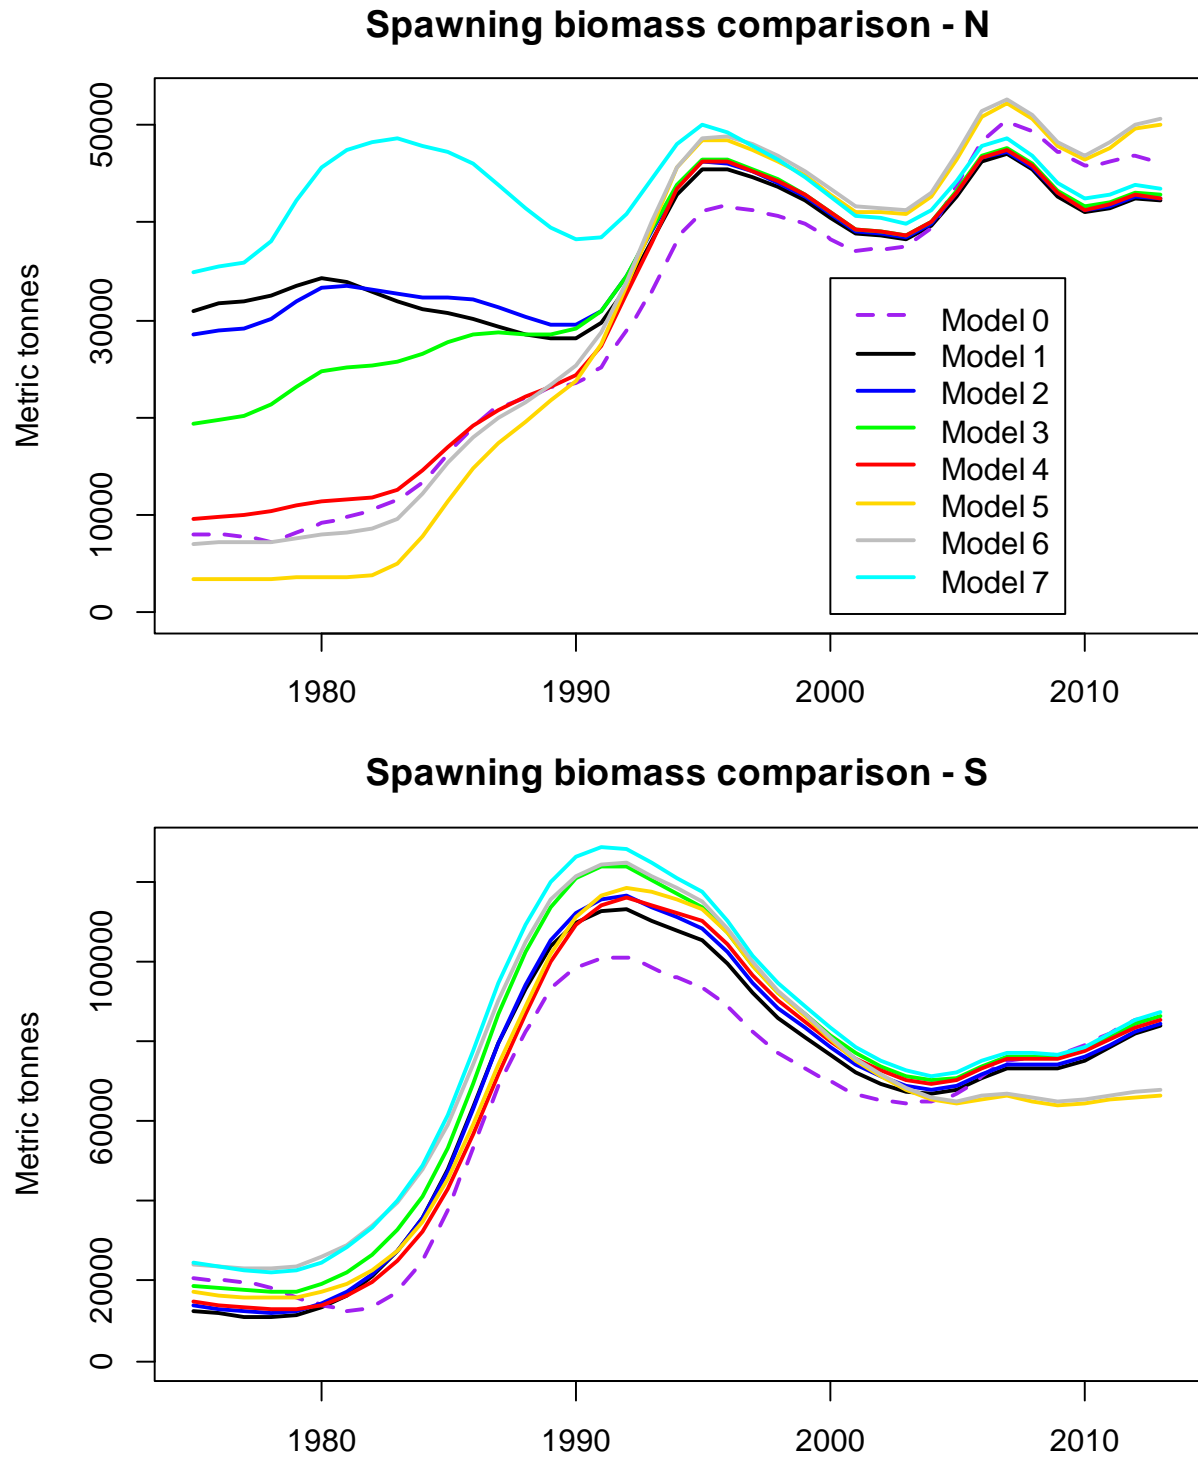 Spawning biomass comparison - N
Metric tonnes
50000
30000
10000
0
Model 0
Model 1
Model 2
Model 3
Model 4
Model 5
Model 6
Model 7
1980 1990 2000 2010
Spawning biomass comparison - S
Metric tonnes
100000
60000
20000
0
1980 1990 2000 2010